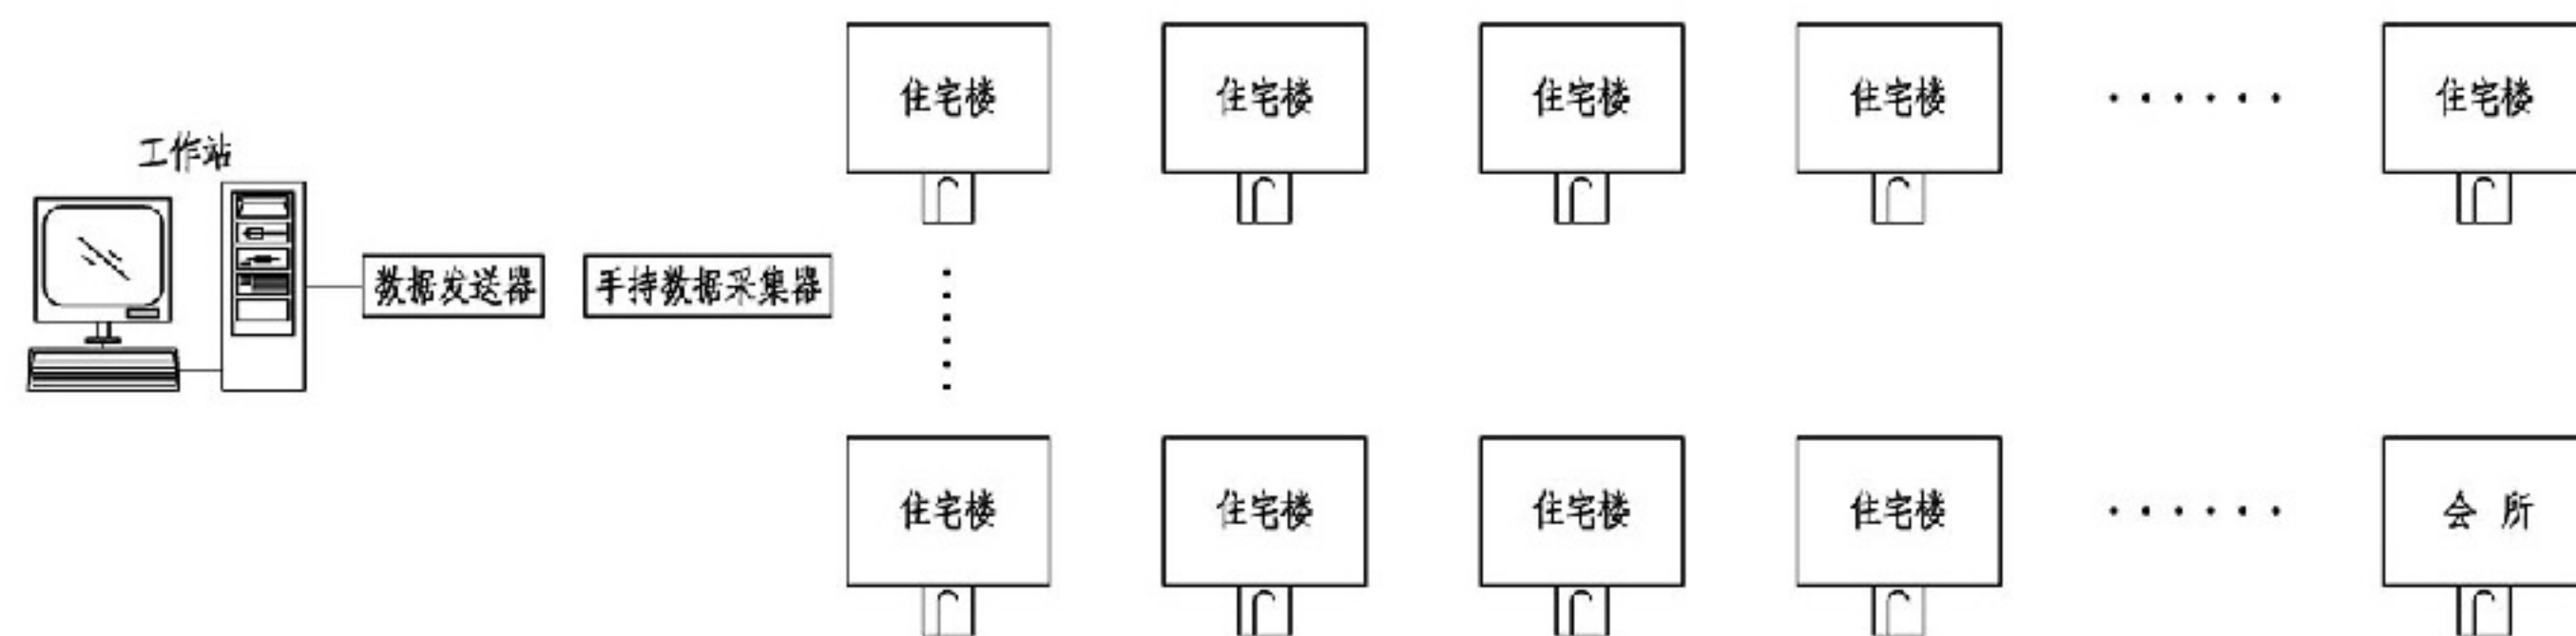 住宅楼 住宅楼 住宅楼 住宅楼 ······ 住宅楼
工作站
数据发送器 手持数据采集器
住宅楼 住宅楼 住宅楼 住宅楼 ······ 会所